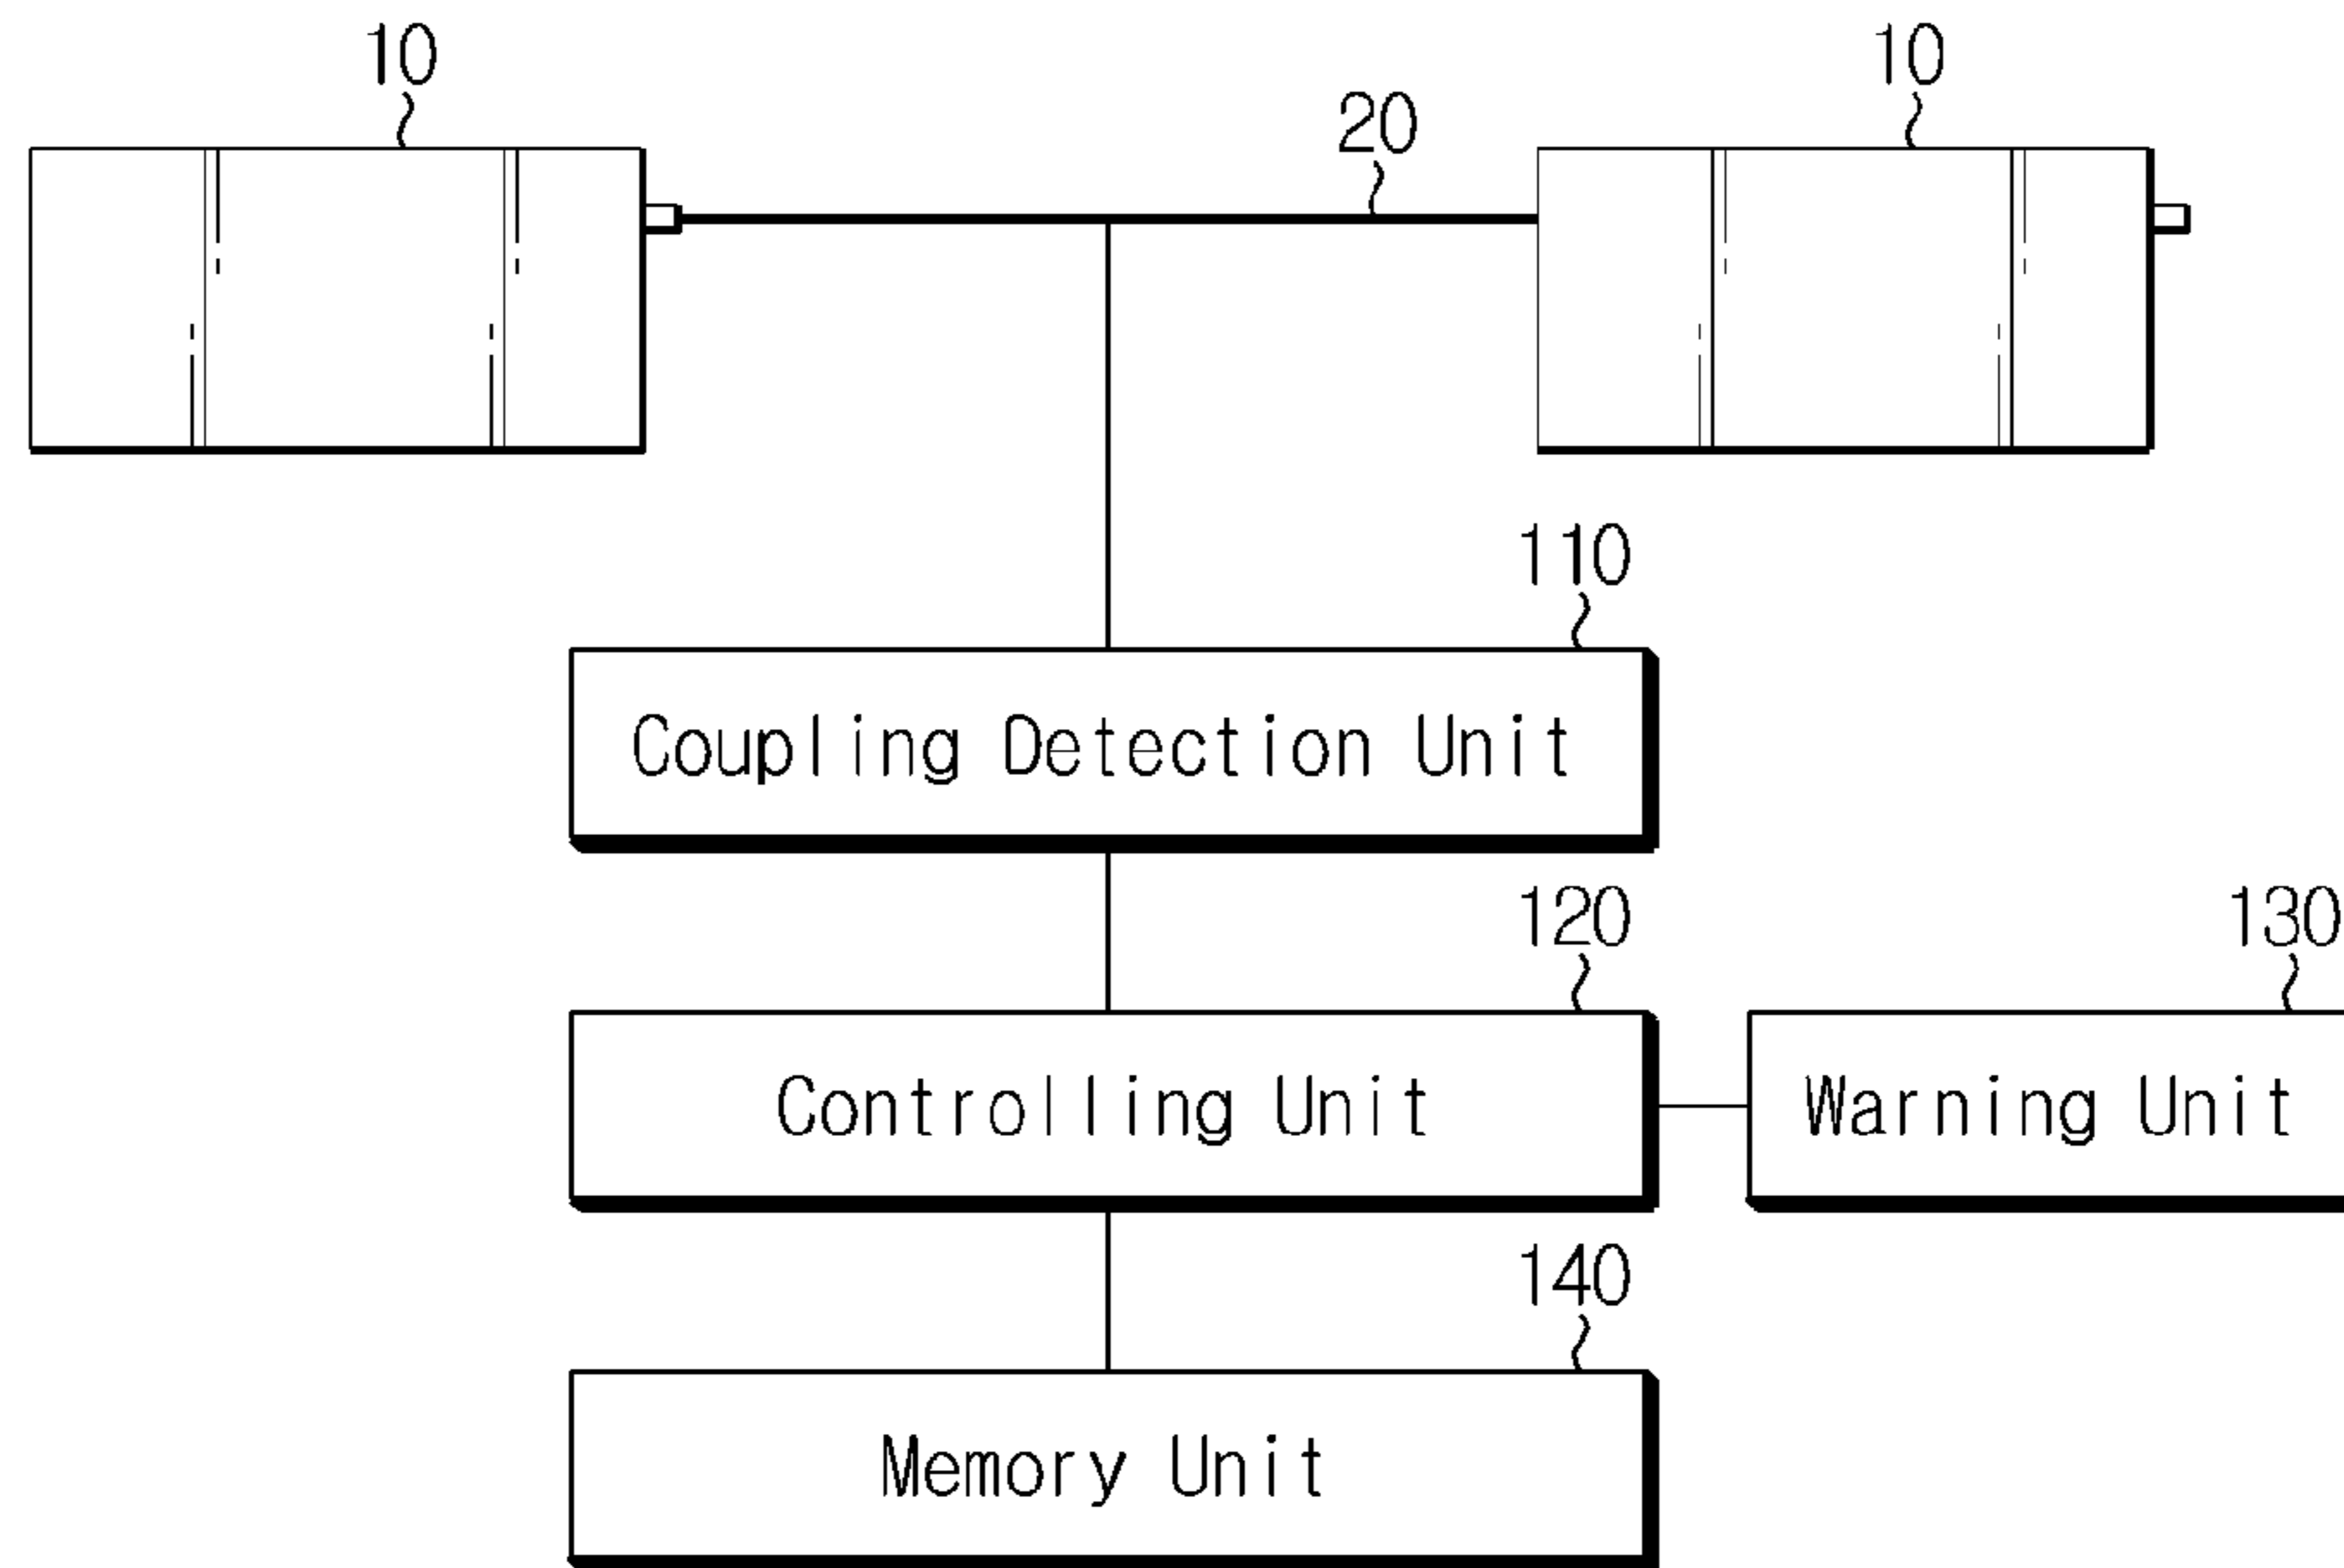 10
10
20
110
Coupling Detection Unit
120
130
Controlling Unit
Warning Unit
140
Memory Unit